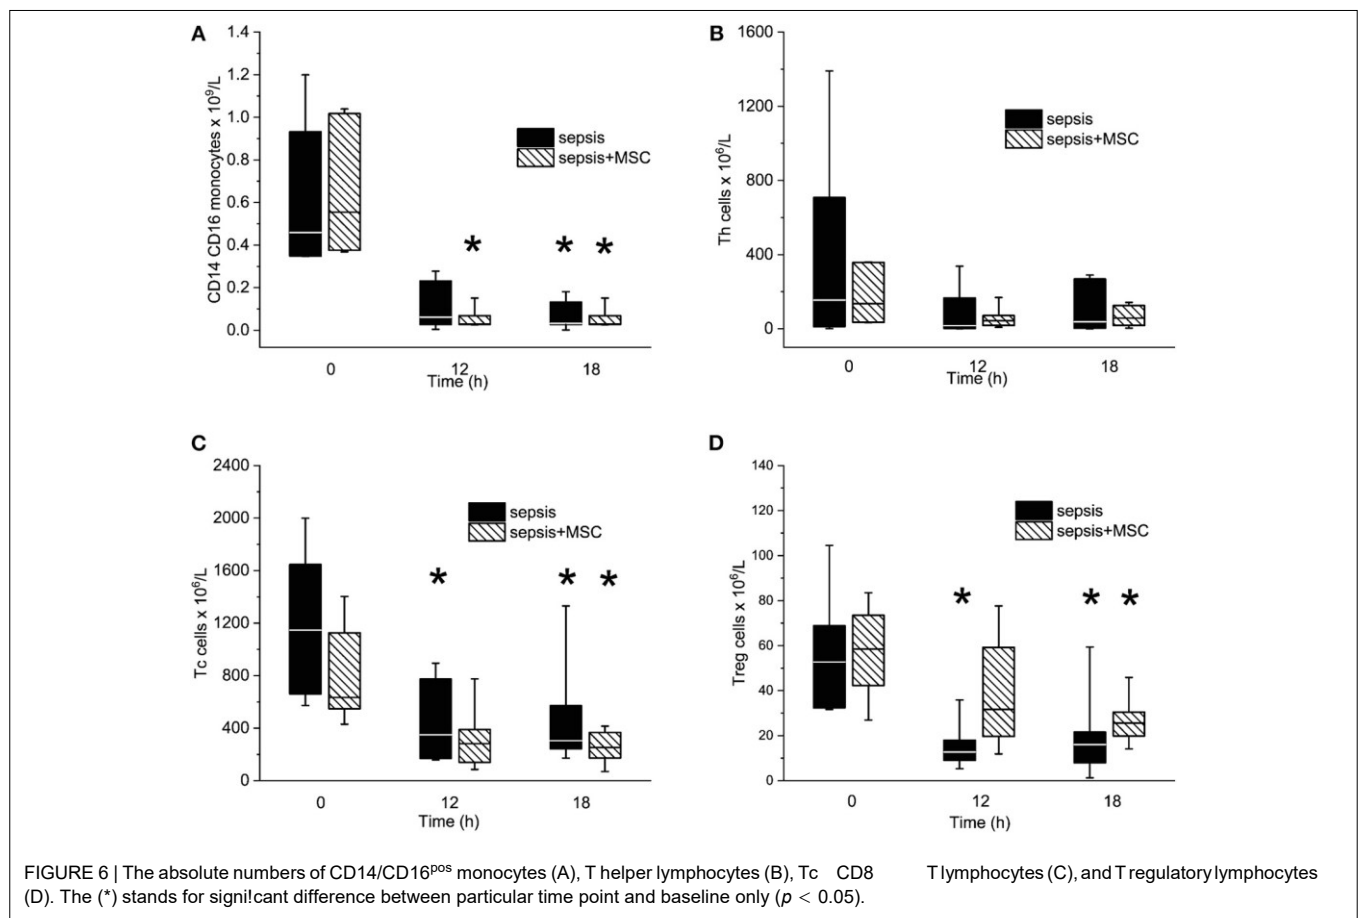 A
1.4
1.2
1.0
0.8
0.6
0.4
0.2
0.0
CD14 CD16 monocytes x 10⁹/L
sepsis
sepsis+MSC
*
*
*
0 12 18
Time (h)
B
1600
1200
800
400
0
Th cells x 10⁶/L
sepsis
sepsis+MSC
0 12 18
Time (h)
C
2400
2000
1600
1200
800
400
0
Tc cells x 10⁶/L
sepsis
sepsis+MSC
*
*
*
0 12 18
Time (h)
D
140
120
100
80
60
40
20
0
Treg cells x 10⁶/L
sepsis
sepsis+MSC
*
*
*
0 12 18
Time (h)
FIGURE 6 | The absolute numbers of CD14/CD16ᵖᵒˢ monocytes (A), T helper lymphocytes (B), Tc CD8 T lymphocytes (C), and T regulatory lymphocytes
(D). The (*) stands for signi!cant difference between particular time point and baseline only (p < 0.05).